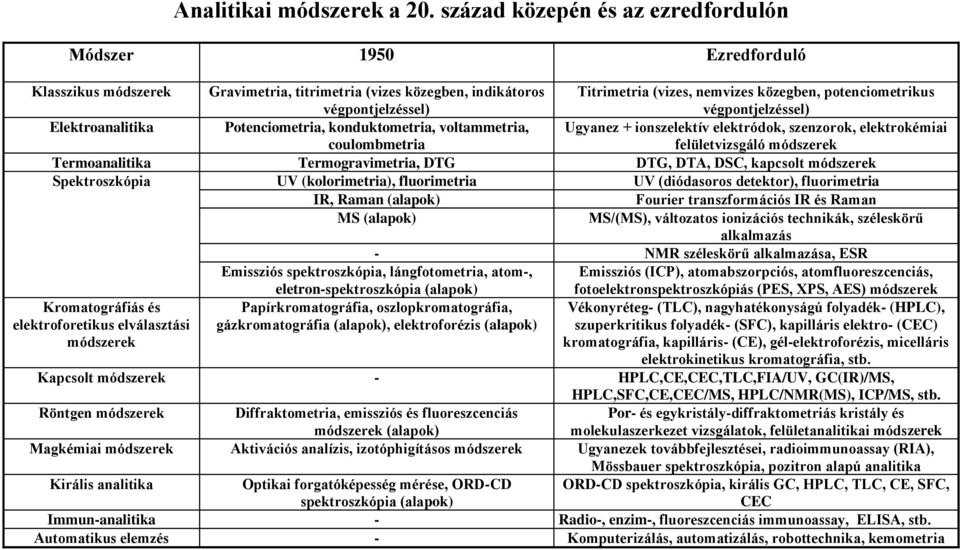 Analitikai módszerek a 20. század közepén és az ezredfordulón
Módszer 1950 Ezredforduló
Klasszikus módszerek
Gravimetria, titrimetria (vizes közegben, indikátoros
végpontjelzéssel)
Titrimetria (vizes, nemvizes közegben, potenciometrikus
végpontjelzéssel)
Elektroanalitika
Potenciometria, konduktometria, voltammetria,
coulombmetria
Ugyanez + ionszelektív elektródok, szenzorok, elektrokémiai
felületvizsgáló módszerek
Termoanalitika Termogravimetria, DTG DTG, DTA, DSC, kapcsolt módszerek
Spektroszkópia UV (kolorimetria), fluorimetria UV (diódasoros detektor), fluorimetria
IR, Raman (alapok) Fourier transzformációs IR és Raman
MS (alapok)
MS/(MS), változatos ionizációs technikák, széleskörű
alkalmazás
- NMR széleskörű alkalmazása, ESR
Emissziós spektroszkópia, lángfotometria, atom-,
eletron-spektroszkópia (alapok)
Emissziós (ICP), atomabszorpciós, atomfluoreszcenciás,
fotoelektronspektroszkópiás (PES, XPS, AES) módszerek
Kromatográfiás és
elektroforetikus elválasztási
módszerek
Papírkromatográfia, oszlopkromatográfia,
gázkromatográfia (alapok), elektroforézis (alapok)
Vékonyréteg- (TLC), nagyhatékonyságú folyadék- (HPLC),
szuperkritikus folyadék- (SFC), kapilláris elektro- (CEC)
kromatográfia, kapilláris- (CE), gél-elektroforézis, micelláris
elektrokinetikus kromatográfia, stb.
Kapcsolt módszerek -
HPLC,CE,CEC,TLC,FIA/UV, GC(IR)/MS,
HPLC,SFC,CE,CEC/MS, HPLC/NMR(MS), ICP/MS, stb.
Röntgen módszerek
Diffraktometria, emissziós és fluoreszcenciás
módszerek (alapok)
Por- és egykristály-diffraktometriás kristály és
molekulaszerkezet vizsgálatok, felületanalitikai módszerek
Magkémiai módszerek Aktivációs analízis, izotóphigításos módszerek
Ugyanezek továbbfejlesztései, radioimmunoassay (RIA),
Mössbauer spektroszkópia, pozitron alapú analitika
Királis analitika
Optikai forgatóképesség mérése, ORD-CD
spektroszkópia (alapok)
ORD-CD spektroszkópia, királis GC, HPLC, TLC, CE, SFC,
CEC
Immun-analitika - Radio-, enzim-, fluoreszcenciás immunoassay, ELISA, stb.
Automatikus elemzés - Komputerizálás, automatizálás, robottechnika, kemometria